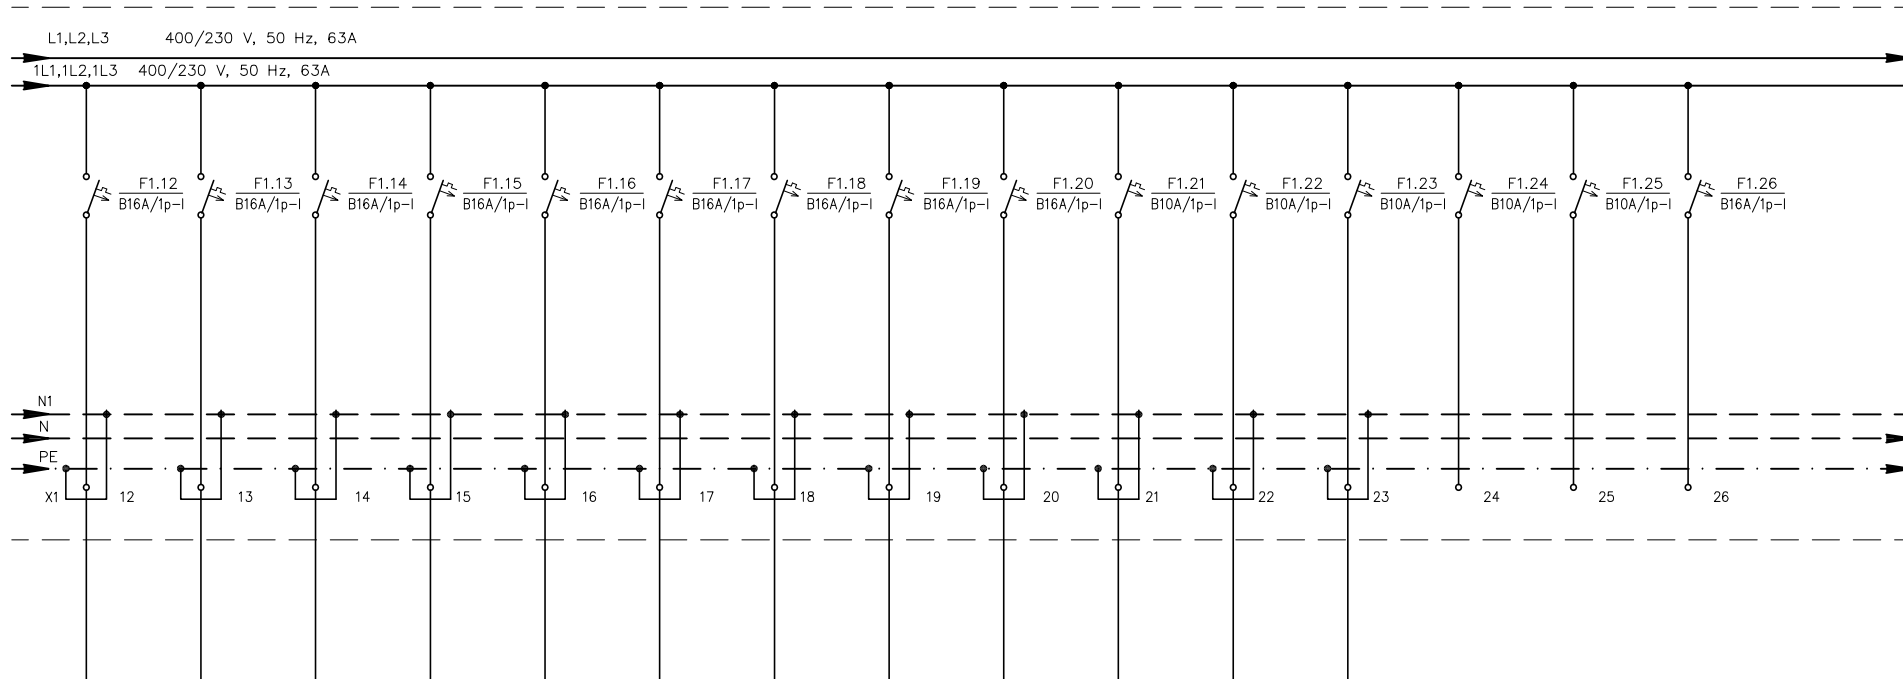 L1,L2,L3 400/230 V, 50 Hz, 63A
1L1,1L2,1L3 400/230 V, 50 Hz, 63A
F1.12 F1.13 F1.14 F1.15 F1.16 F1.17 F1.18 F1.19 F1.20 F1.21 F1.22 F1.23 F1.24 F1.25 F1.26
B16A/1p-I B16A/1p-I B16A/1p-I B16A/1p-I B16A/1p-I B16A/1p-I B16A/1p-I B16A/1p-I B16A/1p-I B10A/1p-I B10A/1p-I B10A/1p-I B10A/1p-I B10A/1p-I B16A/1p-I
N1
N
PE
X1 12 13 14 15 16 17 18 19 20 21 22 23 24 25 26